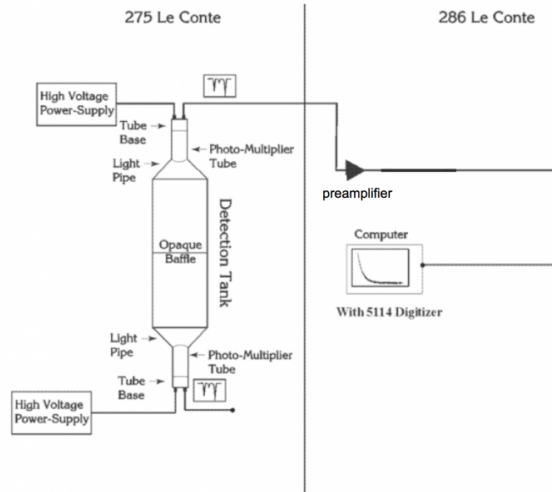 275 Le Conte
286 Le Conte
High Voltage
Power-Supply
Tube
Base
Photo-Multiplier
Tube
Light
Pipe
preamplifier
Detection Tank
Opaque
Baffle
Computer
With 5114 Digitizer
Light
Pipe
Photo-Multiplier
Tube
Tube
Base
High Voltage
Power-Supply